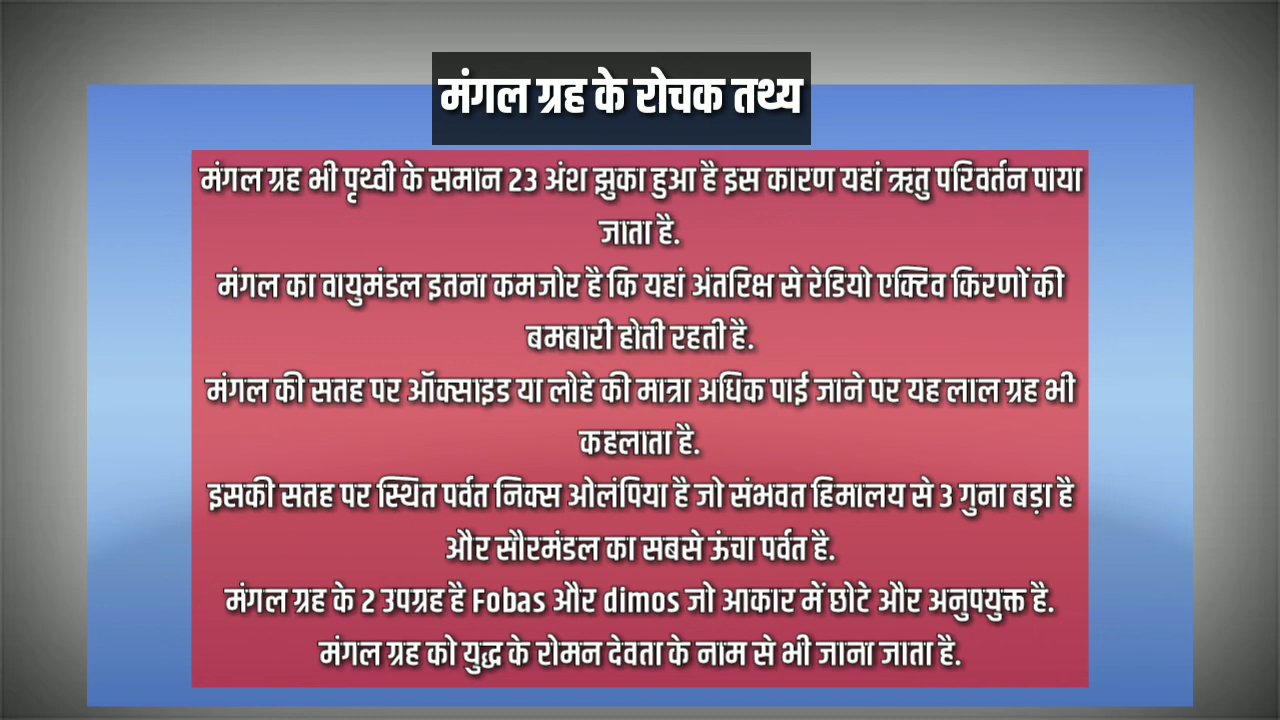 मंगल ग्रह के रोचक तथ्य
मंगल ग्रह भी पृथ्वी के समान 23 अंश झुका हुआ है इस कारण यहां ऋतु परिवर्तन पाया
जाता है.
मंगल का वायुमंडल इतना कमजोर है कि यहां अंतरिक्ष से रेडियो एक्टिव किरणों की
बमबारी होती रहती है.
मंगल की सतह पर ऑक्साइड या लोहे की मात्रा अधिक पाई जाने पर यह लाल ग्रह भी
कहलाता है.
इसकी सतह पर स्थित पर्वत निक्स ओलंपिया है जो संभवत हिमालय से 3 गुना बड़ा है
और सौरमंडल का सबसे ऊंचा पर्वत है.
मंगल ग्रह के 2 उपग्रह है Fobas और dimos जो आकार में छोटे और अनुपयुक्त है.
मंगल ग्रह को युद्ध के रोमन देवता के नाम से भी जाना जाता है.